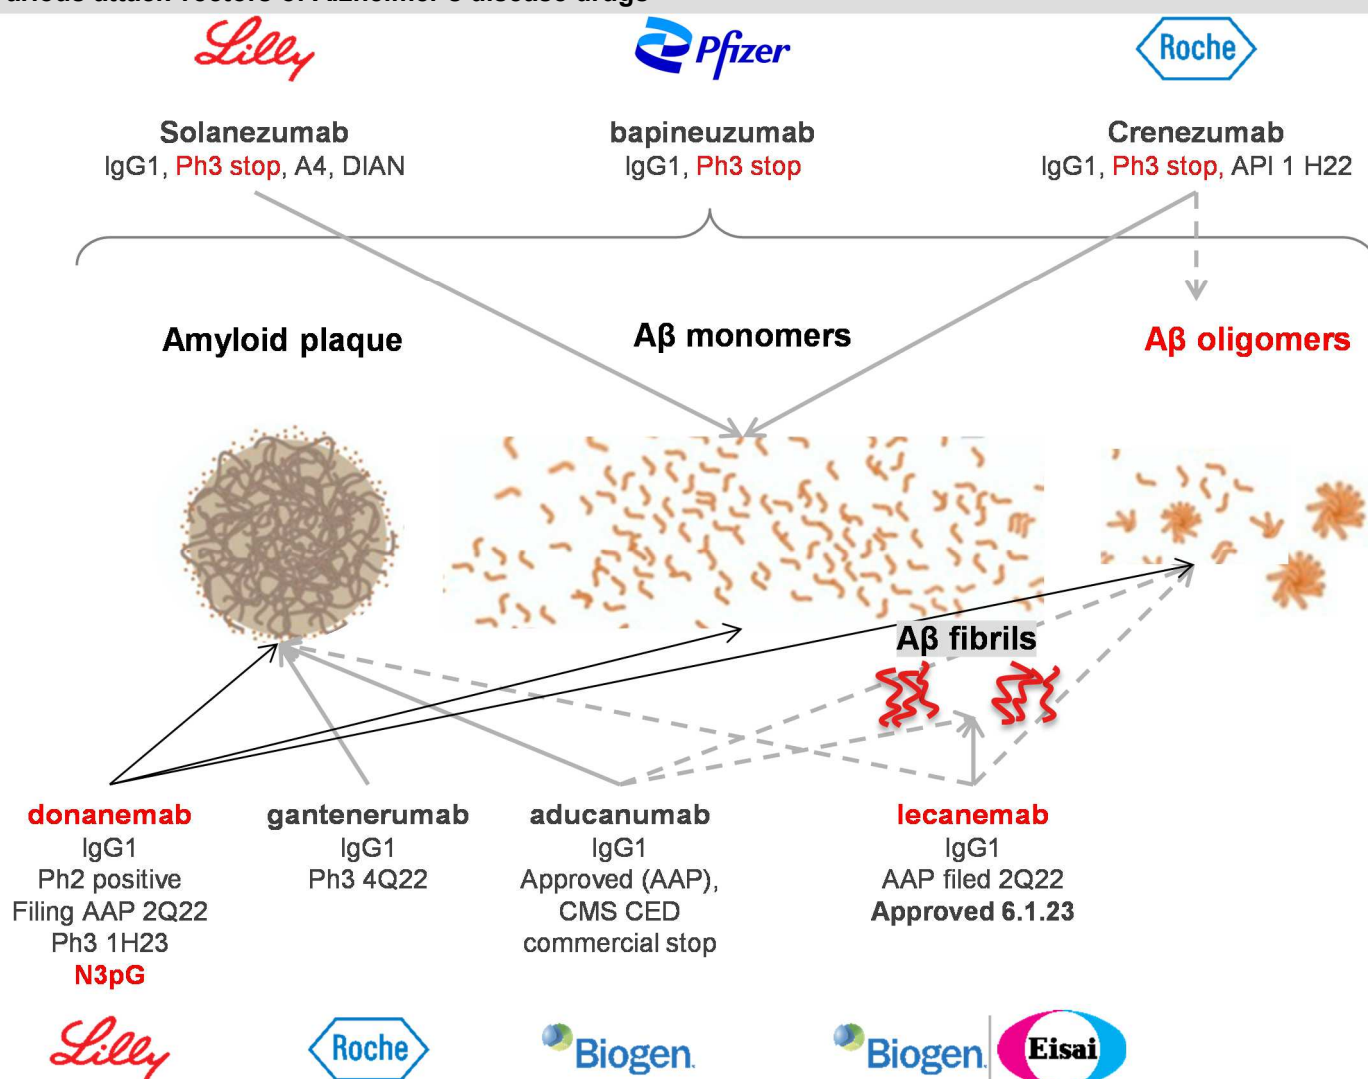 Lilly
Pfizer
Roche
Solanezumab
IgG1, Ph3 stop, A4, DIAN
bapineuzumab
IgG1, Ph3 stop
Crenezumab
IgG1, Ph3 stop, API 1 H22
Amyloid plaque
Aβ monomers
Aβ oligomers
Aβ fibrils
donanemab
IgG1
Ph2 positive
Filing AAP 2Q22
Ph3 1H23
N3pG
gantenerumab
IgG1
Ph3 4Q22
aducanumab
IgG1
Approved (AAP),
CMS CED
commercial stop
lecanemab
IgG1
AAP filed 2Q22
Approved 6.1.23
Lilly
Roche
Biogen
Biogen
Eisai